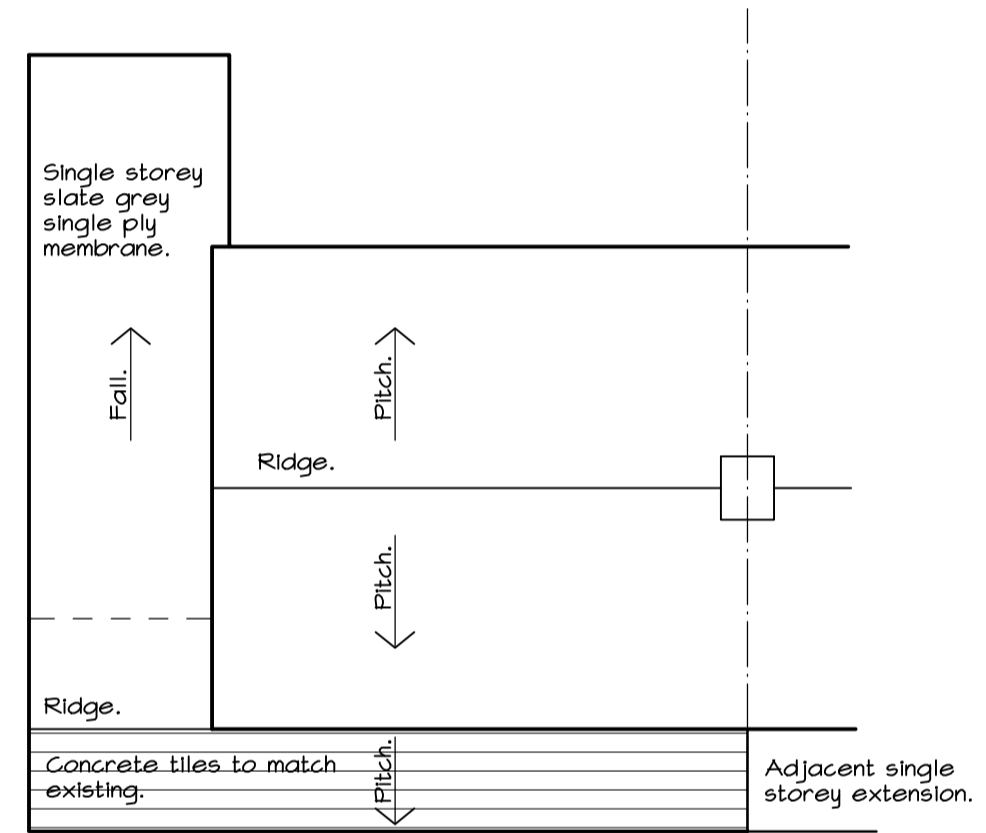 Single storey
slate grey
single ply
membrane.
Fall.
Pitch.
Ridge.
Pitch.
Ridge.
Concrete tiles to match
existing.
Pitch.
Adjacent single
storey extension.